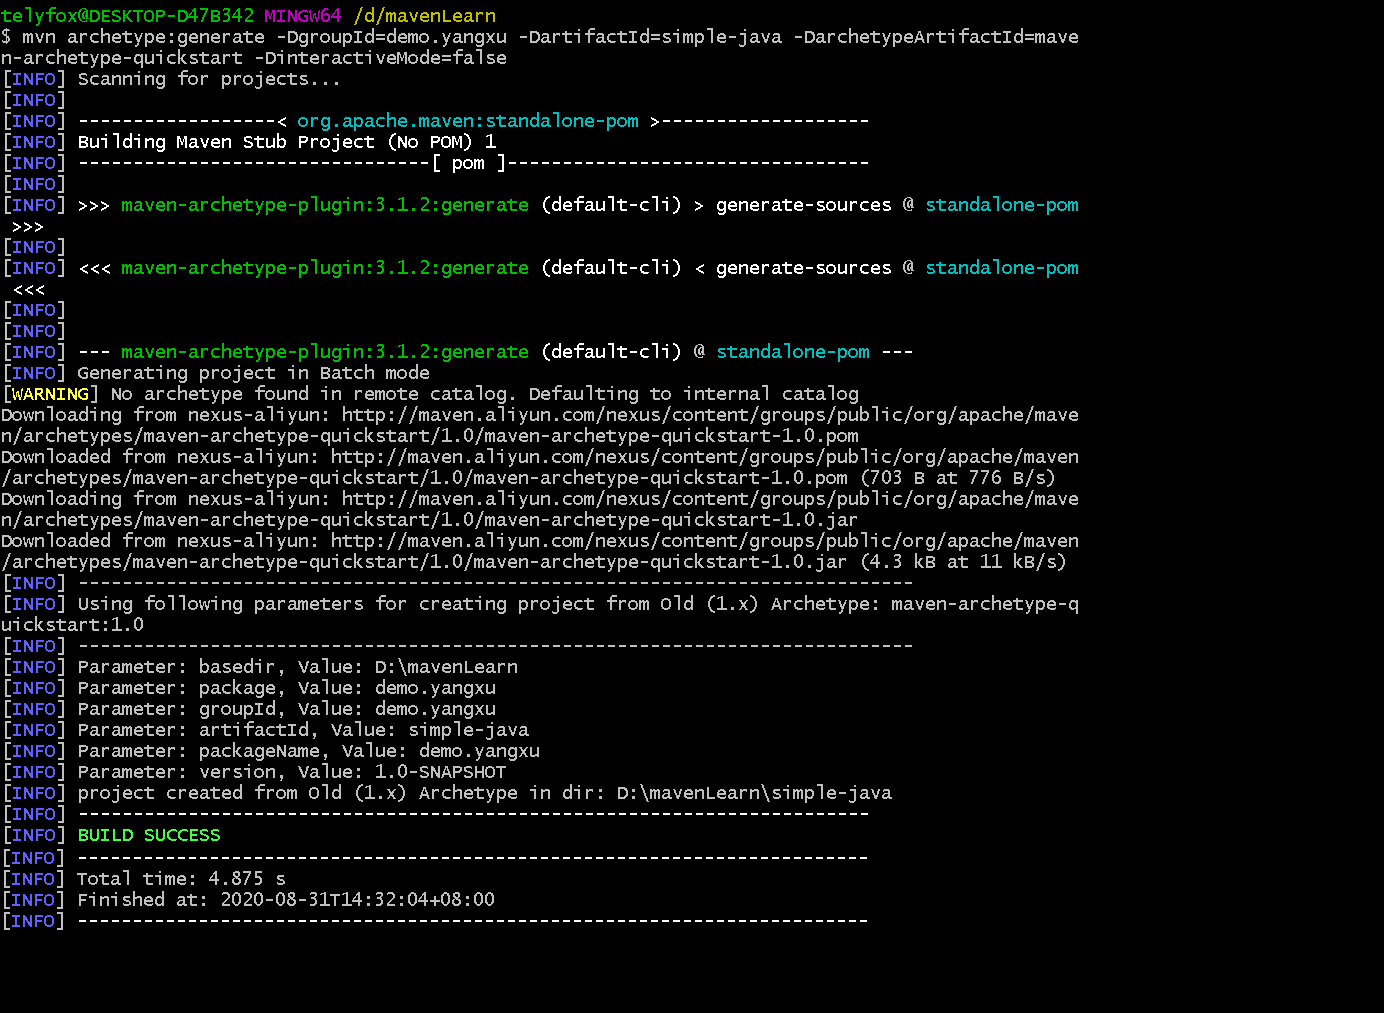 telyfox@DESKTOP-D47B342 MINGW64 /d/mavenLearn
$ mvn archetype:generate -DgroupId=demo.yangxu -DartifactId=simple-java -DarchetypeArtifactId=mave
n-archetype-quickstart -DinteractiveMode=false
[INFO] Scanning for projects...
[INFO]
[INFO] ------------------< org.apache.maven:standalone-pom >-------------------
[INFO] Building Maven Stub Project (No POM) 1
[INFO] --------------------------------[ pom ]---------------------------------
[INFO]
[INFO] >>> maven-archetype-plugin:3.1.2:generate (default-cli) > generate-sources @ standalone-pom
 >>>
[INFO]
[INFO] <<< maven-archetype-plugin:3.1.2:generate (default-cli) < generate-sources @ standalone-pom
 <<<
[INFO]
[INFO]
[INFO] --- maven-archetype-plugin:3.1.2:generate (default-cli) @ standalone-pom ---
[INFO] Generating project in Batch mode
[WARNING] No archetype found in remote catalog. Defaulting to internal catalog
Downloading from nexus-aliyun: http://maven.aliyun.com/nexus/content/groups/public/org/apache/mave
n/archetypes/maven-archetype-quickstart/1.0/maven-archetype-quickstart-1.0.pom
Downloaded from nexus-aliyun: http://maven.aliyun.com/nexus/content/groups/public/org/apache/maven
/archetypes/maven-archetype-quickstart/1.0/maven-archetype-quickstart-1.0.pom (703 B at 776 B/s)
Downloading from nexus-aliyun: http://maven.aliyun.com/nexus/content/groups/public/org/apache/mave
n/archetypes/maven-archetype-quickstart/1.0/maven-archetype-quickstart-1.0.jar
Downloaded from nexus-aliyun: http://maven.aliyun.com/nexus/content/groups/public/org/apache/maven
/archetypes/maven-archetype-quickstart/1.0/maven-archetype-quickstart-1.0.jar (4.3 kB at 11 kB/s)
[INFO] ----------------------------------------------------------------------------
[INFO] Using following parameters for creating project from Old (1.x) Archetype: maven-archetype-q
uickstart:1.0
[INFO] ----------------------------------------------------------------------------
[INFO] Parameter: basedir, Value: D:\mavenLearn
[INFO] Parameter: package, Value: demo.yangxu
[INFO] Parameter: groupId, Value: demo.yangxu
[INFO] Parameter: artifactId, Value: simple-java
[INFO] Parameter: packageName, Value: demo.yangxu
[INFO] Parameter: version, Value: 1.0-SNAPSHOT
[INFO] project created from Old (1.x) Archetype in dir: D:\mavenLearn\simple-java
[INFO] ------------------------------------------------------------------------
[INFO] BUILD SUCCESS
[INFO] ------------------------------------------------------------------------
[INFO] Total time: 4.875 s
[INFO] Finished at: 2020-08-31T14:32:04+08:00
[INFO] ------------------------------------------------------------------------